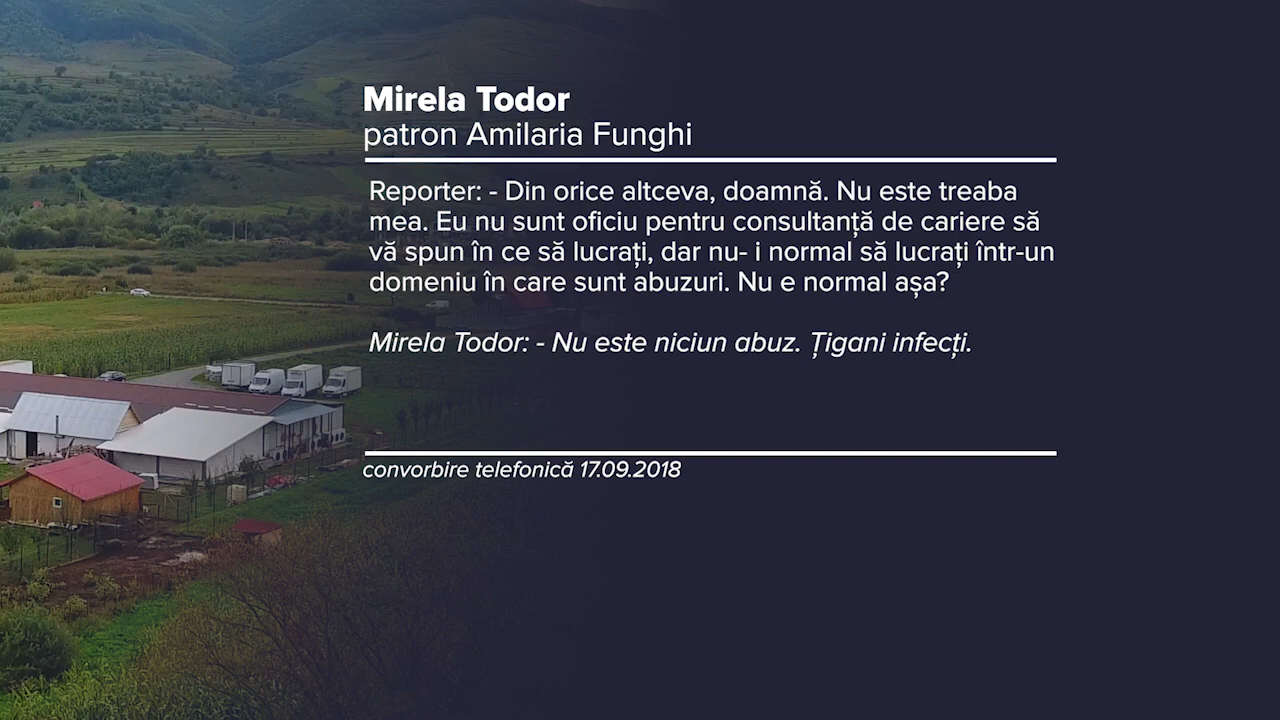 Mirela Todor
patron Amilaria Funghi
Reporter: - Din orice altceva, doamnă. Nu este treaba
mea. Eu nu sunt oficiu pentru consultanță de cariere să
vă spun în ce să lucrați, dar nu- i normal să lucrați într-un
domeniu în care sunt abuzuri. Nu e normal așa?
Mirela Todor: - Nu este niciun abuz. Țigani infecți.
convorbire telefonică 17.09.2018